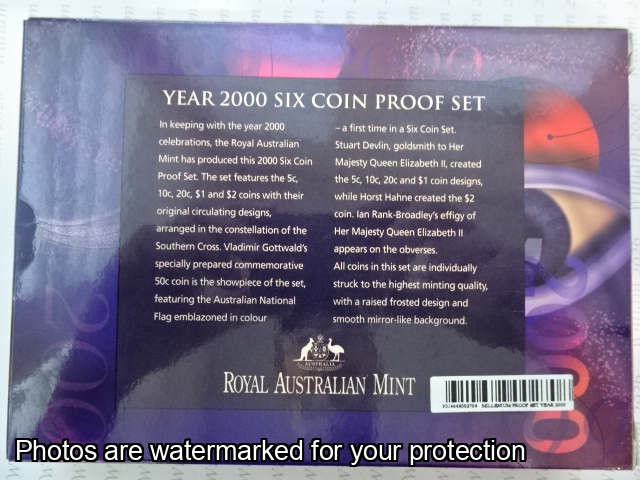 YEAR 2000 SIX COIN PROOF SET
In keeping with the year 2000
celebrations, the Royal Australian
Mint has produced this 2000 Six Coin
Proof Set. The set features the 5c,
10c, 20c, $1 and $2 coins with their
original circulating designs,
arranged in the constellation of the
Southern Cross. Vladimir Gottwald's
specially prepared commemorative
50c coin is the showpiece of the set,
featuring the Australian National
Flag emblazoned in colour
– a first time in a Six Coin Set.
Stuart Devlin, goldsmith to Her
Majesty Queen Elizabeth II, created
the 5c, 10c, 20c and $1 coin designs,
while Horst Hahne created the $2
coin. Ian Rank-Broadley's effigy of
Her Majesty Queen Elizabeth II
appears on the obverses.
All coins in this set are individually
struck to the highest minting quality,
with a raised frosted design and
smooth mirror-like background.
AUSTRALIA
ROYAL AUSTRALIAN MINT
MILLENIUM PROOF SET YEAR 2000
2000
Photos are watermarked for your protection